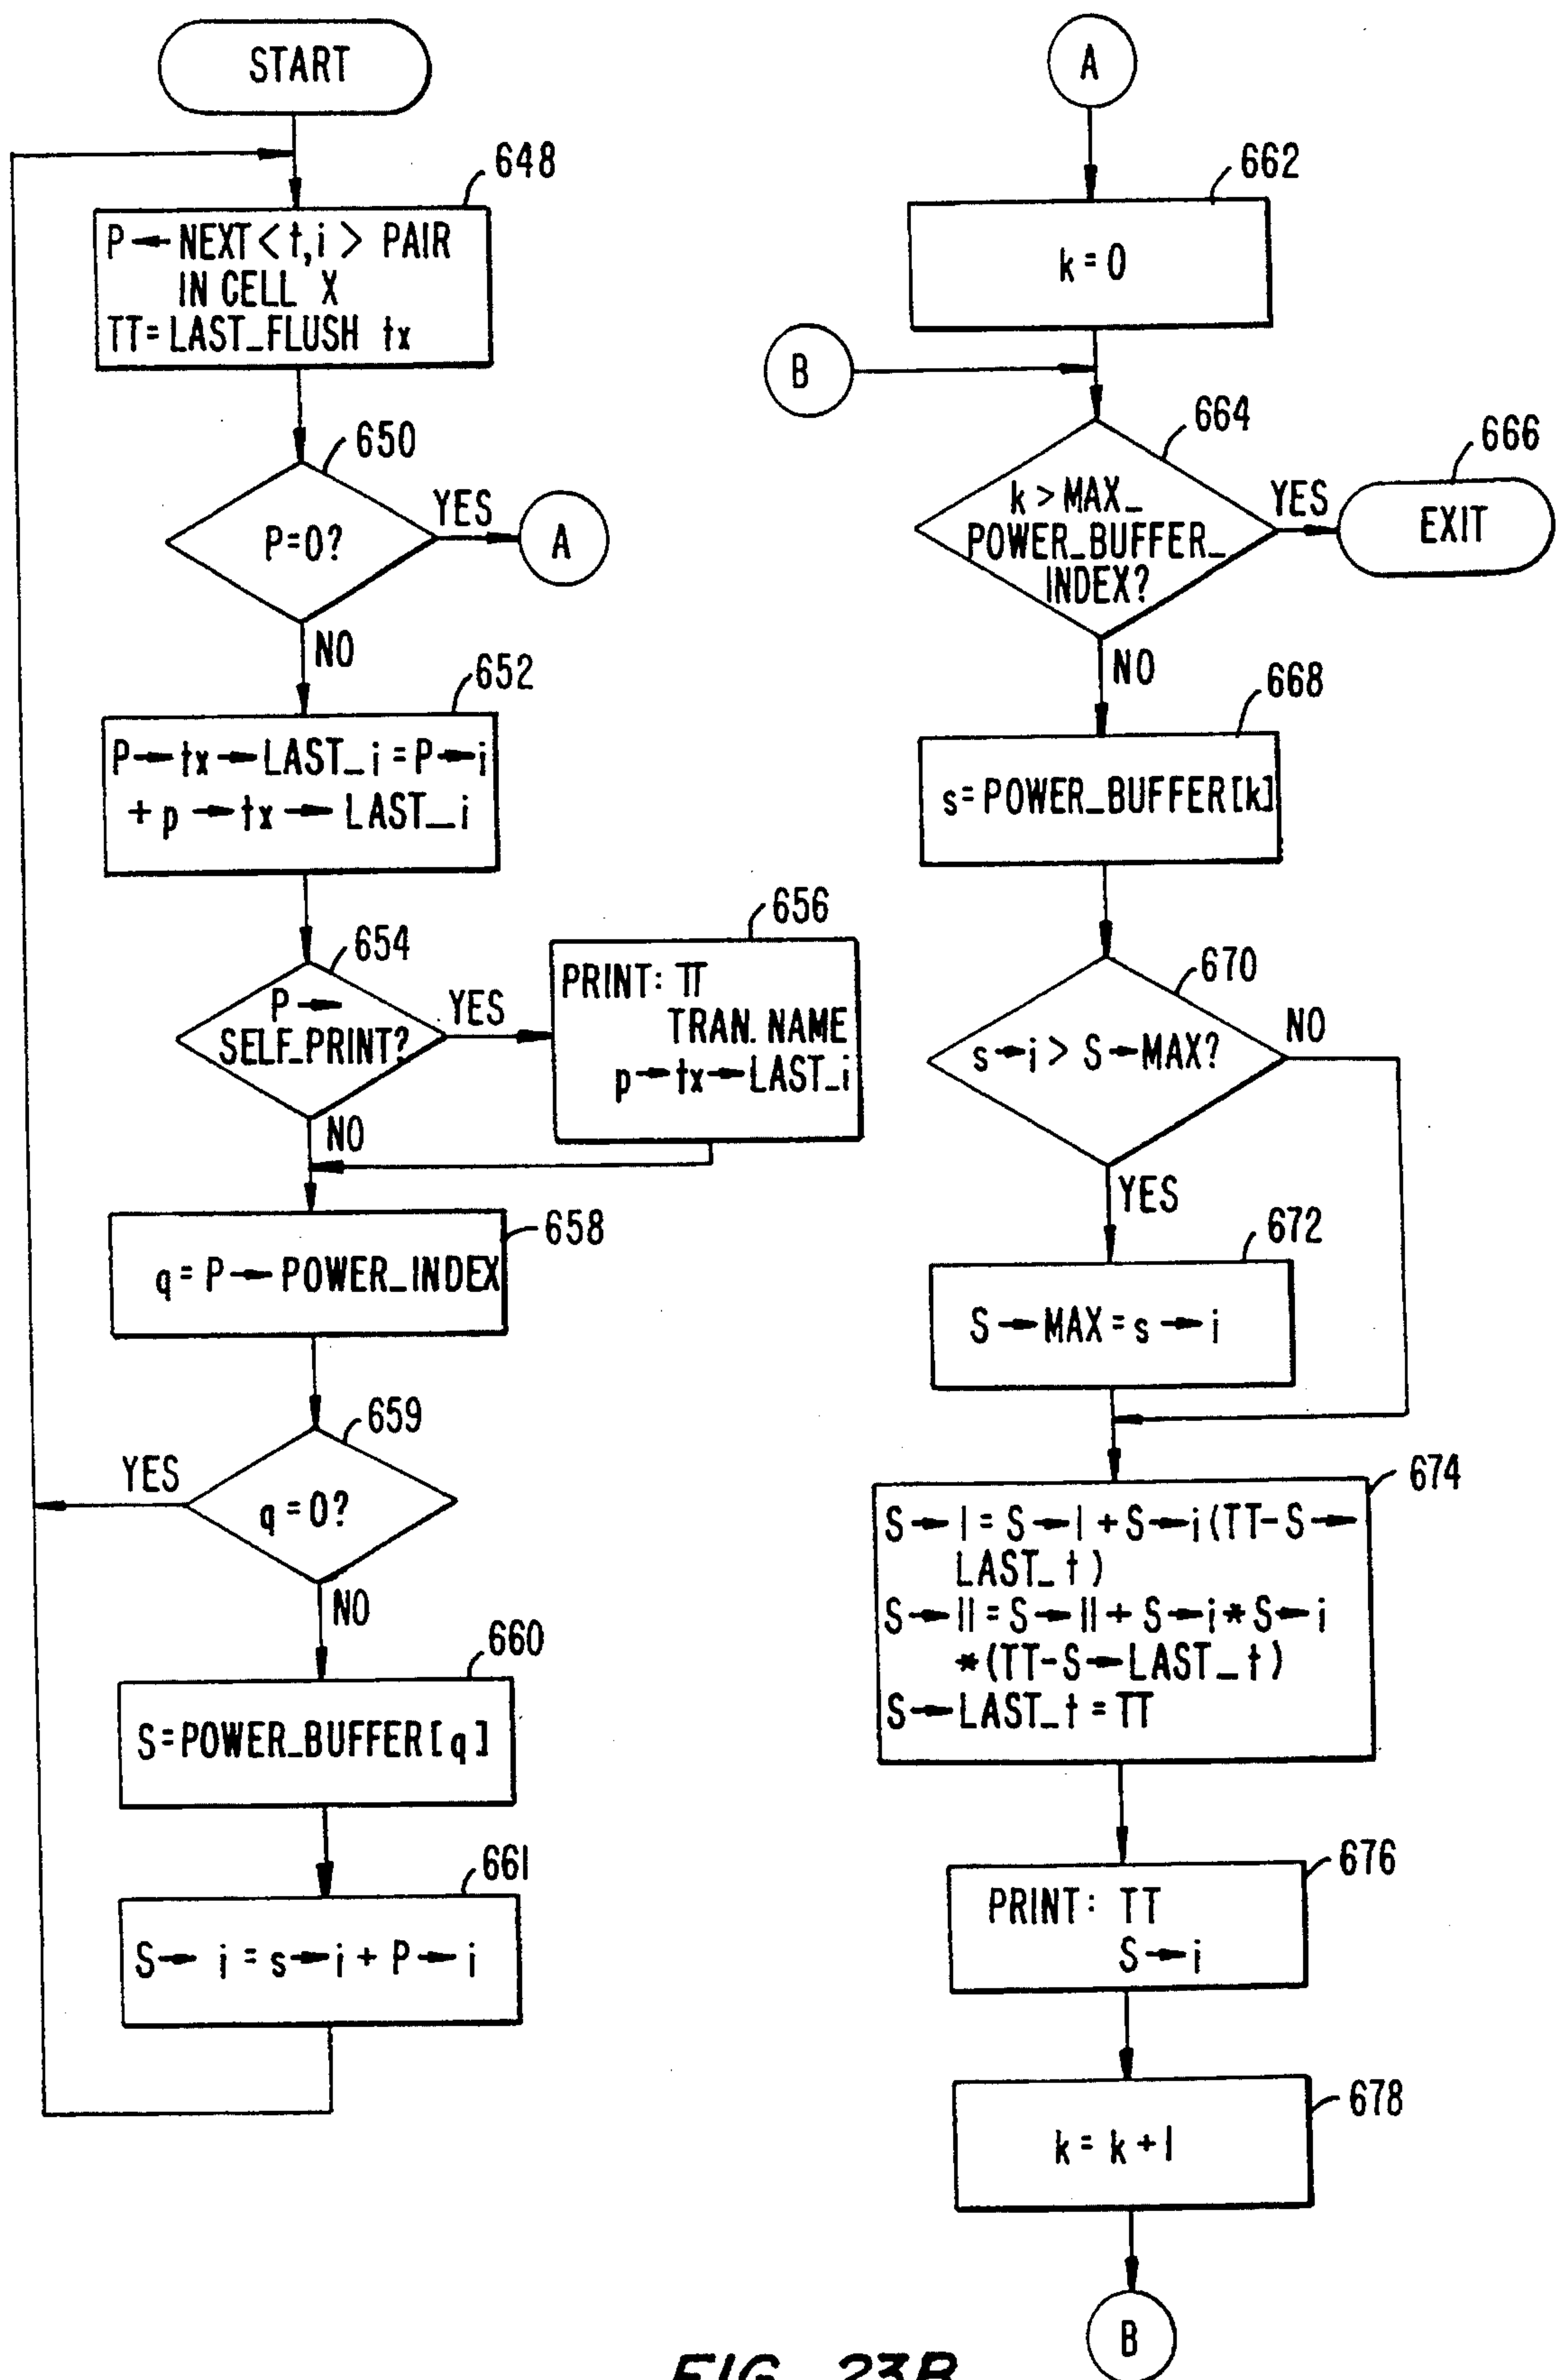 START
648
P← NEXT <t,i> PAIR
IN CELL X
TT= LAST_FLUSH tx
650
P=0?
YES
A
NO
652
P→tx→LAST_i = P→i
+ p→tx→LAST_i
654
P→
SELF_PRINT?
YES
NO
656
PRINT: TT
TRAN. NAME
p→tx→LAST_i
658
q = P→POWER_INDEX
659
YES
q = 0?
NO
660
S=POWER_BUFFER[q]
661
S→ i = s→i + P→i
A
662
k = 0
B
664
k > MAX_
POWER_BUFFER_
INDEX?
YES
666
EXIT
NO
668
s=POWER_BUFFER[k]
670
s→i > S→MAX?
NO
YES
672
S→MAX = s→i
674
S→I = S→I + S→i (TT-S→
LAST_t)
S→II = S→II + S→i * S→i
*(TT-S→LAST_t)
S→LAST_t = TT
676
PRINT: TT
S→i
678
k = k + 1
B
FIG. 23B